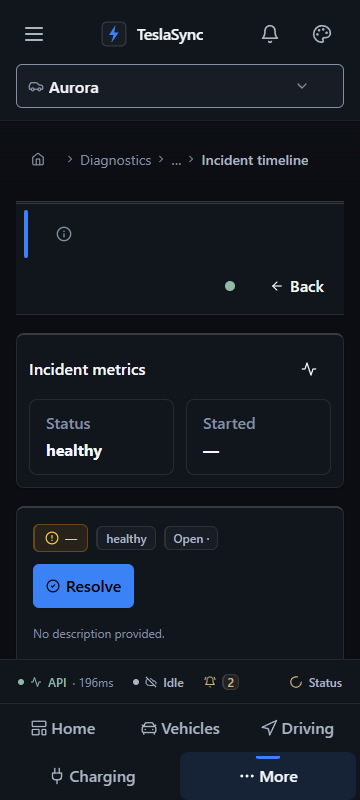 TeslaSync
Aurora
Diagnostics > ... > Incident timeline
← Back
Incident metrics
Status
healthy
Started
—
— healthy Open ·
Resolve
No description provided.
API · 196ms Idle 2 Status
Home Vehicles Driving
Charging ··· More